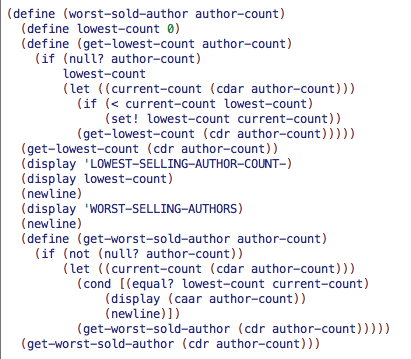 (define (worst-sold-author author-count)
  (define lowest-count 0)
  (define (get-lowest-count author-count)
    (if (null? author-count)
        lowest-count
        (let ((current-count (cdar author-count)))
          (if (< current-count lowest-count)
              (set! lowest-count current-count))
          (get-lowest-count (cdr author-count)))))
  (get-lowest-count (cdr author-count))
  (display 'LOWEST-SELLING-AUTHOR-COUNT-)
  (display lowest-count)
  (newline)
  (display 'WORST-SELLING-AUTHORS)
  (newline)
  (define (get-worst-sold-author author-count)
    (if (not (null? author-count))
        (let ((current-count (cdar author-count)))
          (cond [(equal? lowest-count current-count)
              (display (caar author-count))
              (newline)])
          (get-worst-sold-author (cdr author-count)))))
  (get-worst-sold-author (cdr author-count)))